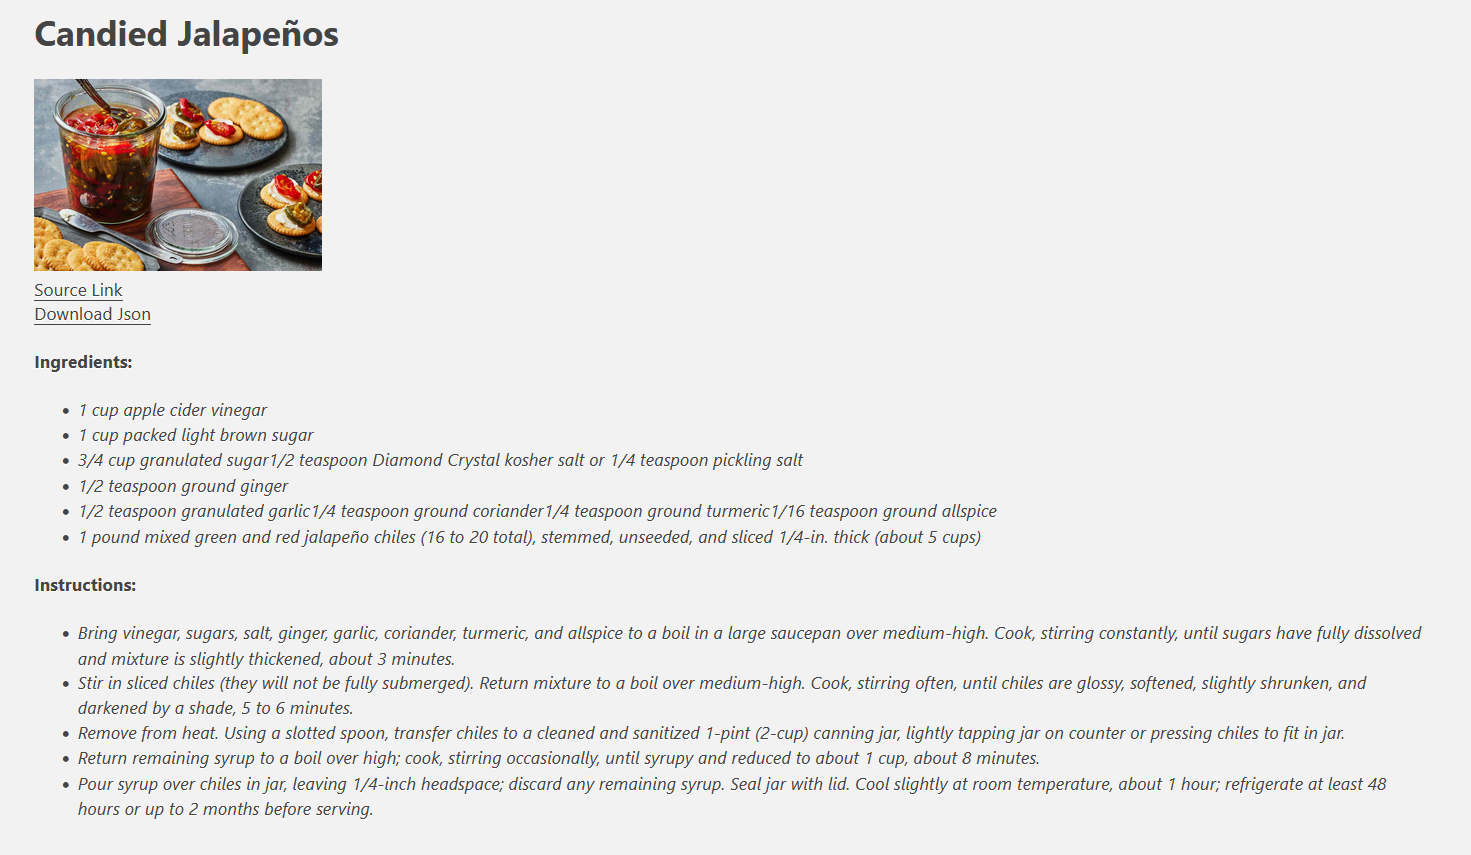 Candied Jalapeños
Source Link
Download Json
Ingredients:
• 1 cup apple cider vinegar
• 1 cup packed light brown sugar
• 3/4 cup granulated sugar1/2 teaspoon Diamond Crystal kosher salt or 1/4 teaspoon pickling salt
• 1/2 teaspoon ground ginger
• 1/2 teaspoon granulated garlic1/4 teaspoon ground coriander1/4 teaspoon ground turmeric1/16 teaspoon ground allspice
• 1 pound mixed green and red jalapeño chiles (16 to 20 total), stemmed, unseeded, and sliced 1/4-in. thick (about 5 cups)
Instructions:
• Bring vinegar, sugars, salt, ginger, garlic, coriander, turmeric, and allspice to a boil in a large saucepan over medium-high. Cook, stirring constantly, until sugars have fully dissolved
and mixture is slightly thickened, about 3 minutes.
• Stir in sliced chiles (they will not be fully submerged). Return mixture to a boil over medium-high. Cook, stirring often, until chiles are glossy, softened, slightly shrunken, and
darkened by a shade, 5 to 6 minutes.
• Remove from heat. Using a slotted spoon, transfer chiles to a cleaned and sanitized 1-pint (2-cup) canning jar, lightly tapping jar on counter or pressing chiles to fit in jar.
• Return remaining syrup to a boil over high; cook, stirring occasionally, until syrupy and reduced to about 1 cup, about 8 minutes.
• Pour syrup over chiles in jar, leaving 1/4-inch headspace; discard any remaining syrup. Seal jar with lid. Cool slightly at room temperature, about 1 hour; refrigerate at least 48
hours or up to 2 months before serving.